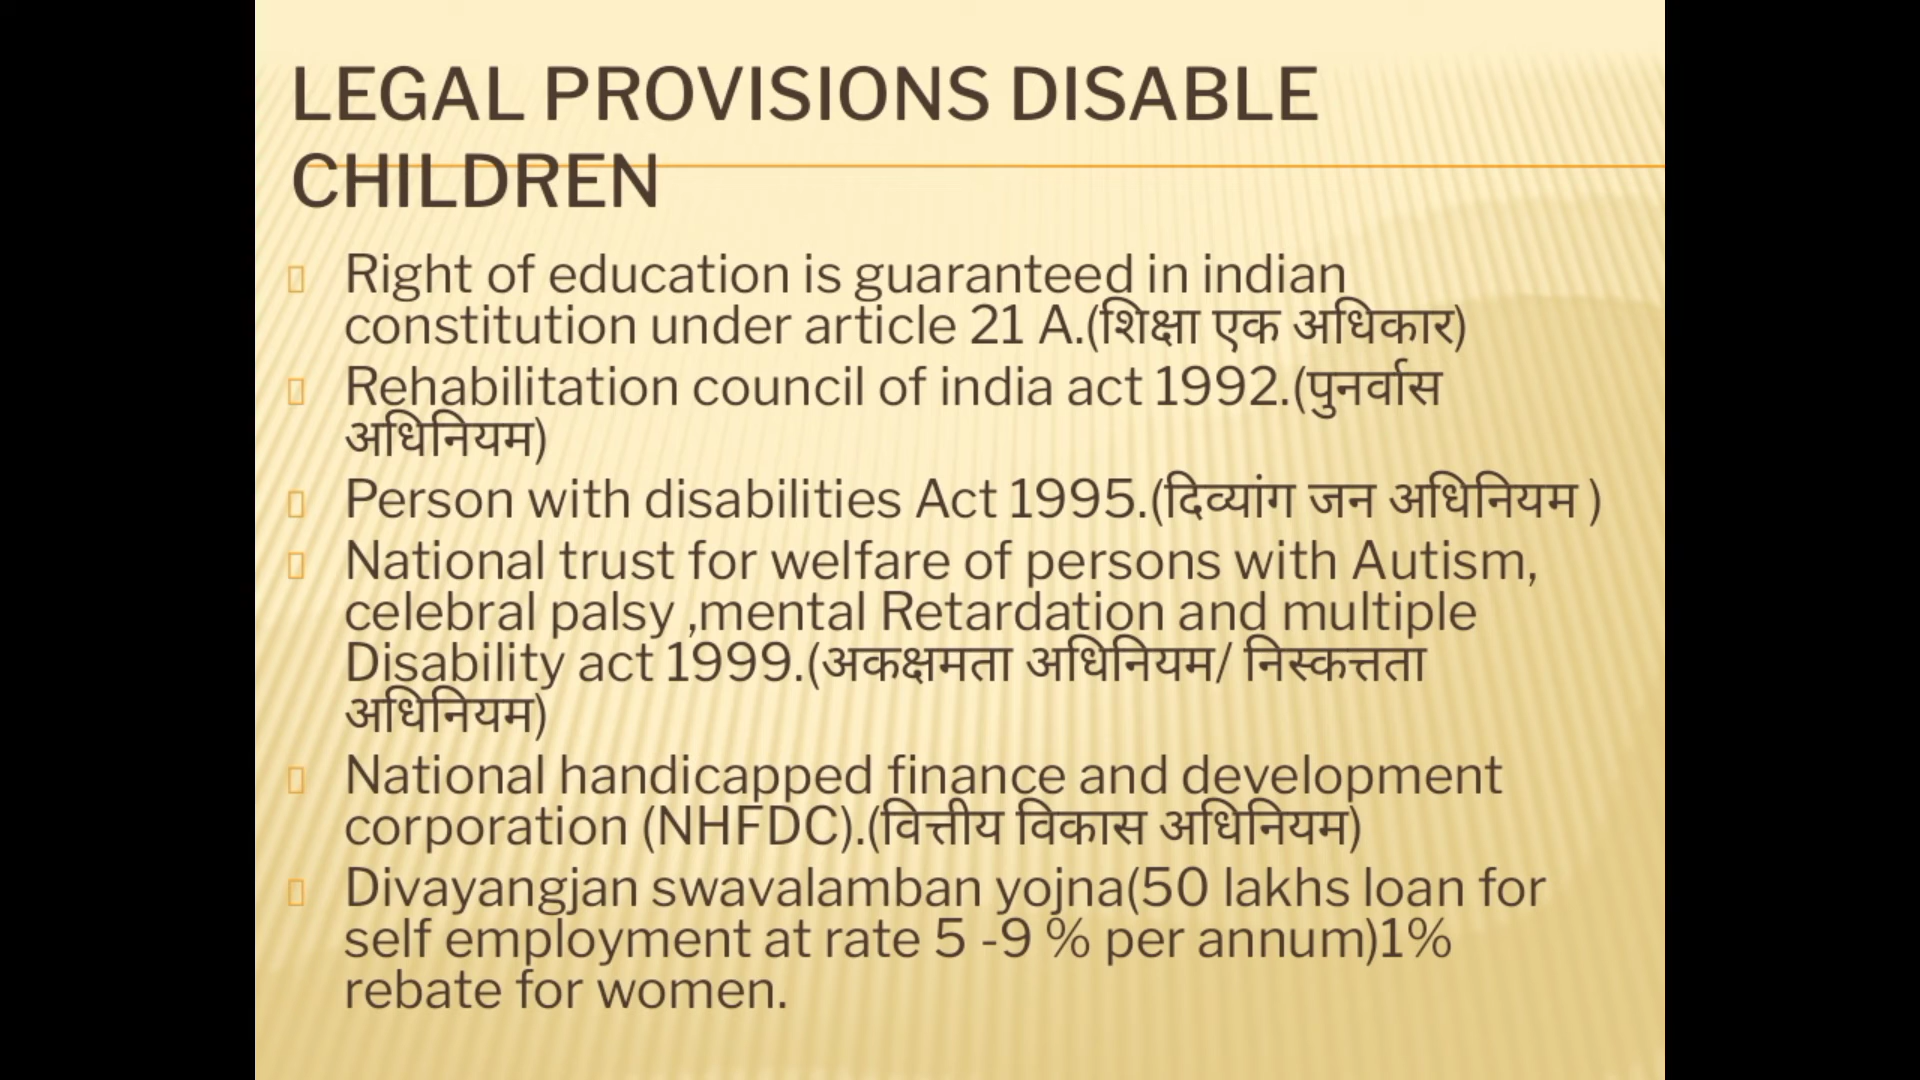 LEGAL PROVISIONS DISABLE
CHILDREN
Right of education is guaranteed in indian
constitution under article 21 A.(शिक्षा एक अधिकार)
Rehabilitation council of india act 1992.(पुनर्वास
अधिनियम)
Person with disabilities Act 1995.(दिव्यांग जन अधिनियम )
National trust for welfare of persons with Autism,
celebral palsy ,mental Retardation and multiple
Disability act 1999.(अकक्षमता अधिनियम/ निस्कत्तता
अधिनियम)
National handicapped finance and development
corporation (NHFDC).(वित्तीय विकास अधिनियम)
Divayangjan swavalamban yojna(50 lakhs loan for
self employment at rate 5 -9 % per annum)1%
rebate for women.